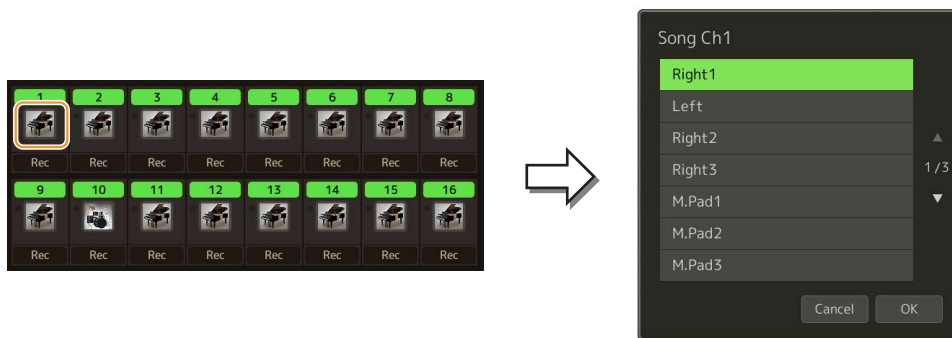 1 2 3 4 5 6 7 8
Rec Rec Rec Rec Rec Rec Rec Rec
9 10 11 12 13 14 15 16
Rec Rec Rec Rec Rec Rec Rec Rec
Song Ch1
Right1
Left
Right2
Right3
1/3
M.Pad1
M.Pad2
M.Pad3
Cancel OK